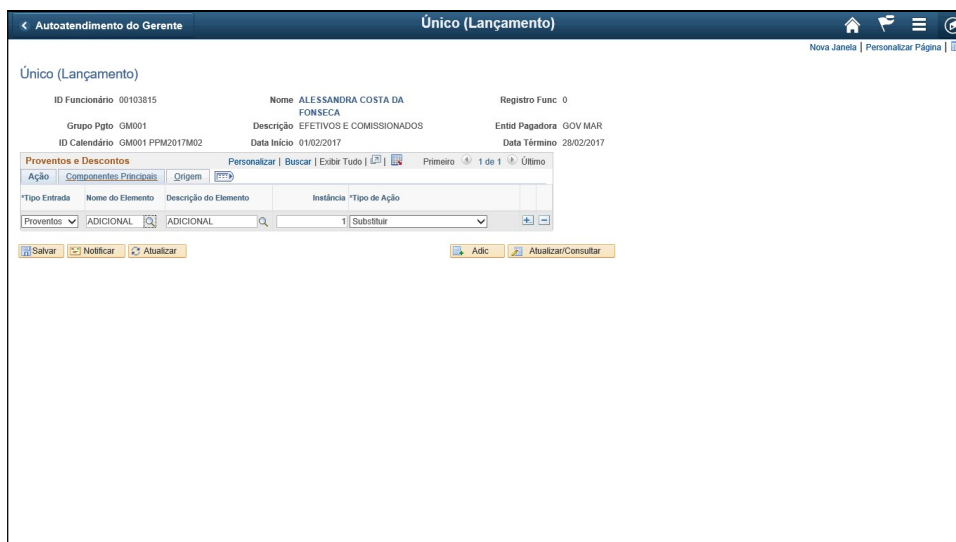 Autoatendimento do Gerente Único (Lançamento)
Nova Janela | Personalizar Página |
Único (Lançamento)
ID Funcionário 00103815 Nome ALESSANDRA COSTA DA FONSECA Registro Func 0
Grupo Pgto GM001 Descrição EFETIVOS E COMISSIONADOS Entid Pagadora GOV MAR
ID Calendário GM001 PPM2017M02 Data Início 01/02/2017 Data Término 28/02/2017
Proventos e Descontos Personalizar | Buscar | Exibir Tudo | | Primeiro 1 de 1 Último
Ação Componentes Principais Origem
*Tipo Entrada Nome do Elemento Descrição do Elemento Instância *Tipo de Ação
Proventos ADICIONAL ADICIONAL 1 Substituir
Salvar Notificar Atualizar Adic Atualizar/Consultar